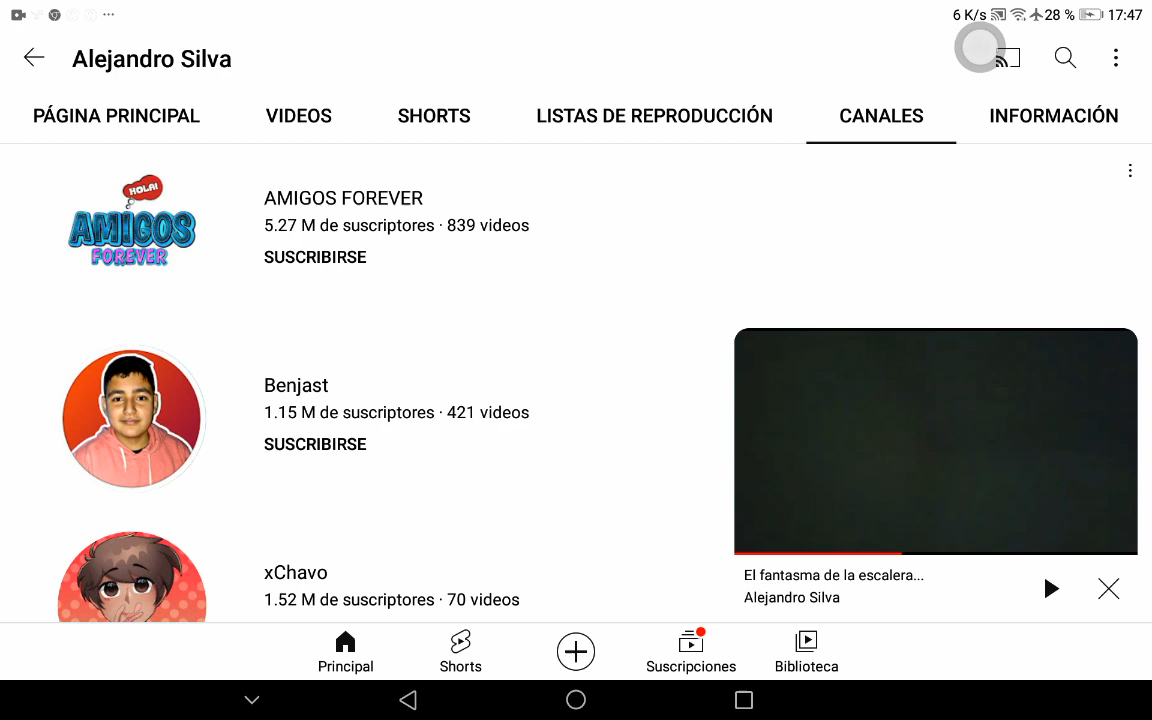 6 K/s 28 % 17:47
Alejandro Silva
PÁGINA PRINCIPAL VIDEOS SHORTS LISTAS DE REPRODUCCIÓN CANALES INFORMACIÓN
HOLA!
AMIGOS
FOREVER
AMIGOS FOREVER
5.27 M de suscriptores · 839 videos
SUSCRIBIRSE
Benjast
1.15 M de suscriptores · 421 videos
SUSCRIBIRSE
xChavo
1.52 M de suscriptores · 70 videos
El fantasma de la escalera...
Alejandro Silva
Principal Shorts Suscripciones Biblioteca